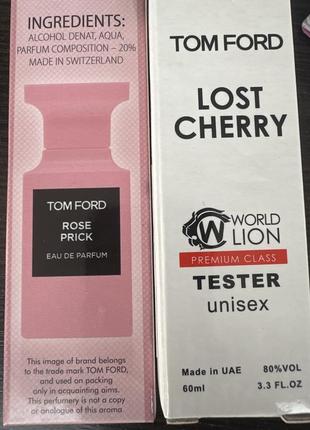 INGREDIENTS:
ALCOHOL DENAT, AQUA,
PARFUM COMPOSITION – 20%
MADE IN SWITZERLAND
TOM FORD
ROSE
PRICK
EAU DE PARFUM
This image of brand belongs
to the trade mark TOM FORD,
and used on packing
only in acquainting aims.
This perfumery is not a copy
or analogue of this aroma
TOM FORD
LOST
CHERRY
W
WORLD
LION
PREMIUM CLASS
TESTER
unisex
Made in UAE 80%VOL
60ml 3.3 FL.OZ